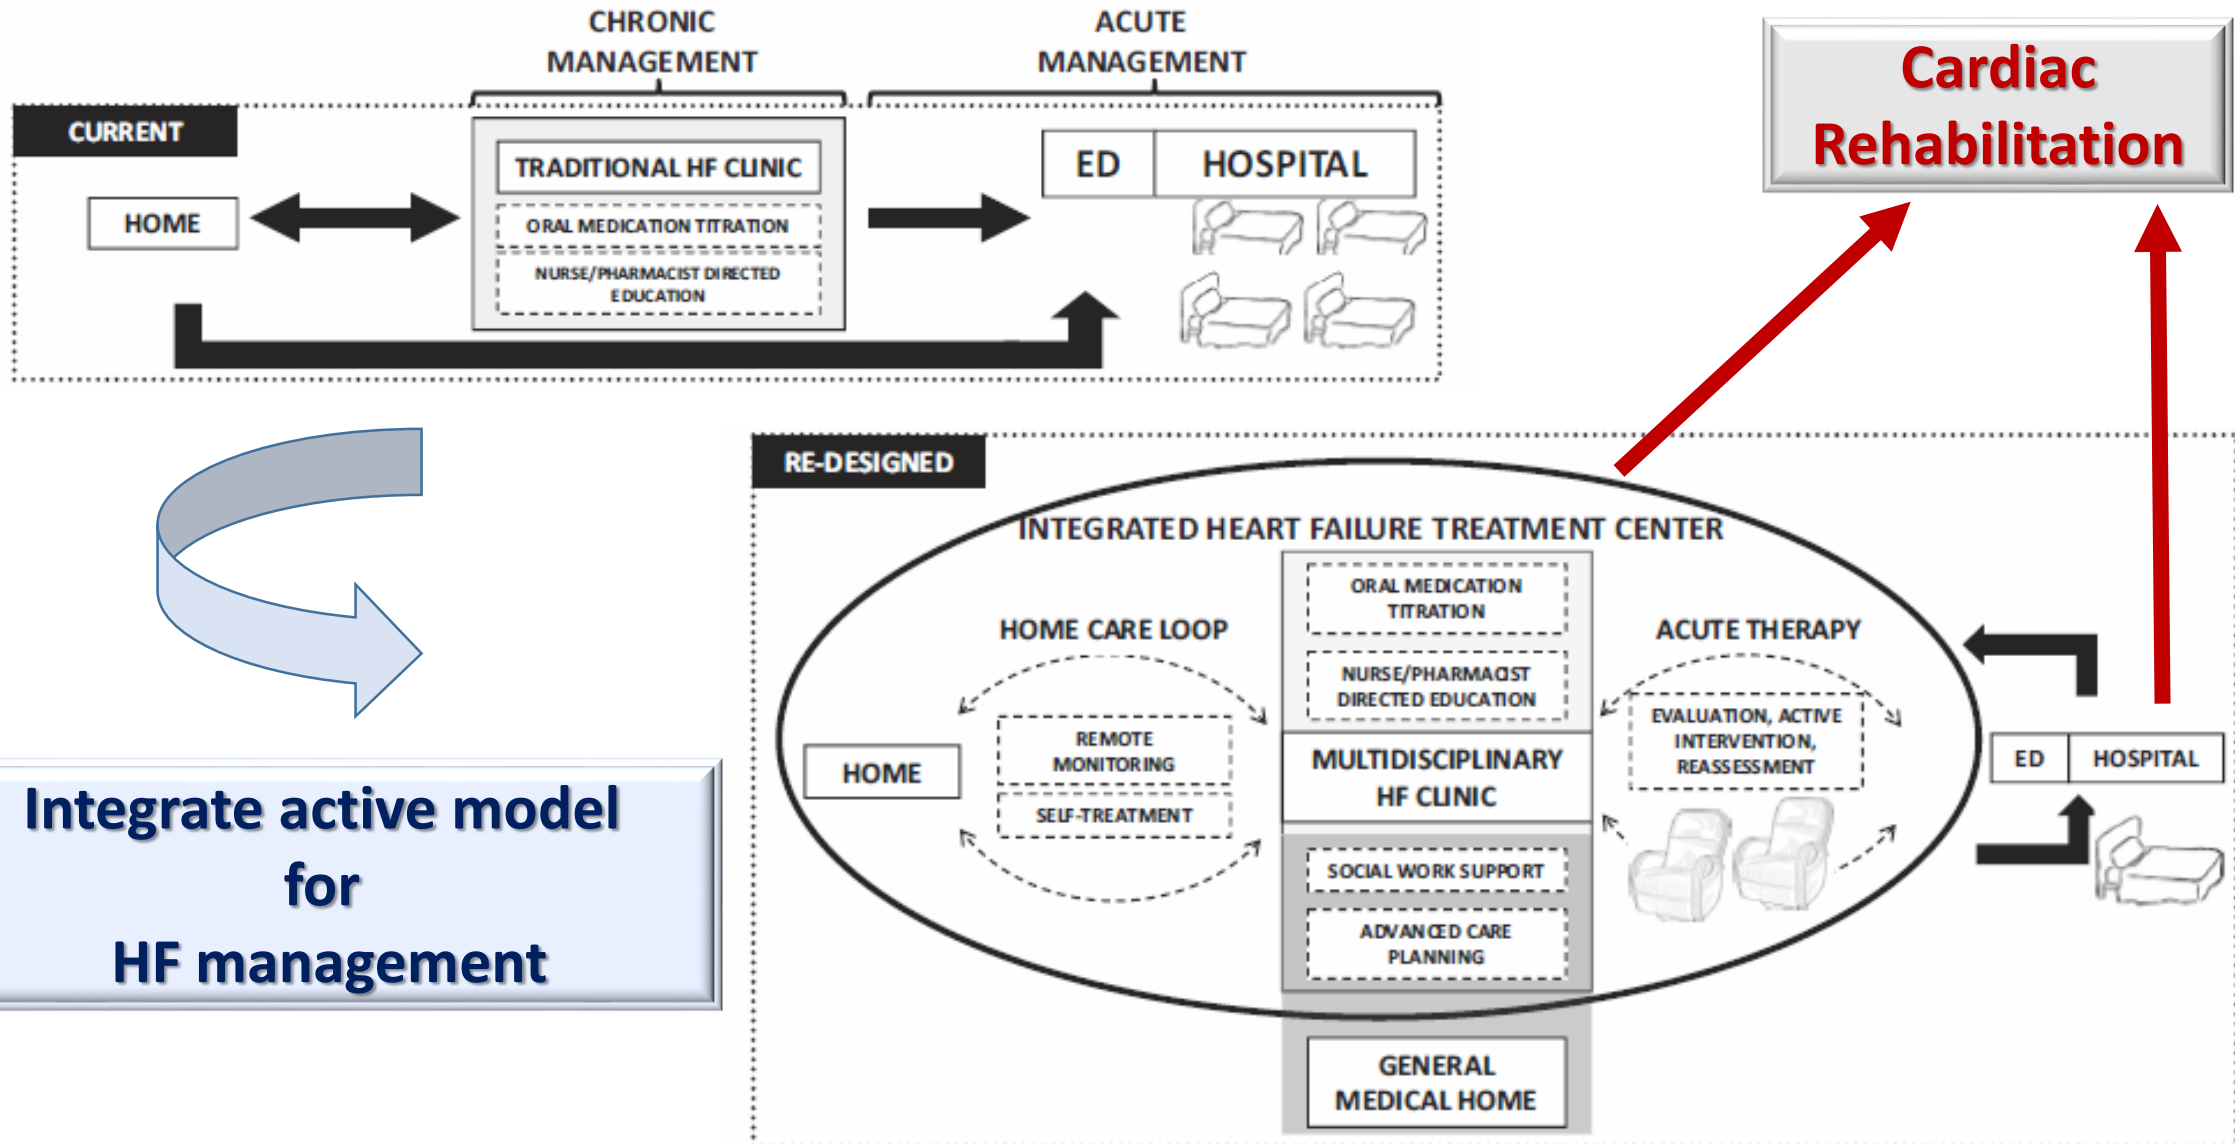 CHRONIC
MANAGEMENT
ACUTE
MANAGEMENT
Cardiac
Rehabilitation
CURRENT
HOME
TRADITIONAL HF CLINIC
ORAL MEDICATION TITRATION
NURSE/PHARMACIST DIRECTED
EDUCATION
ED
HOSPITAL
RE-DESIGNED
INTEGRATED HEART FAILURE TREATMENT CENTER
HOME CARE LOOP
HOME
REMOTE
MONITORING
SELF-TREATMENT
ORAL MEDICATION
TITRATION
NURSE/PHARMACIST
DIRECTED EDUCATION
MULTIDISCIPLINARY
HF CLINIC
SOCIAL WORK SUPPORT
ADVANCED CARE
PLANNING
ACUTE THERAPY
EVALUATION, ACTIVE
INTERVENTION,
REASSESSMENT
ED
HOSPITAL
GENERAL
MEDICAL HOME
Integrate active model
for
HF management